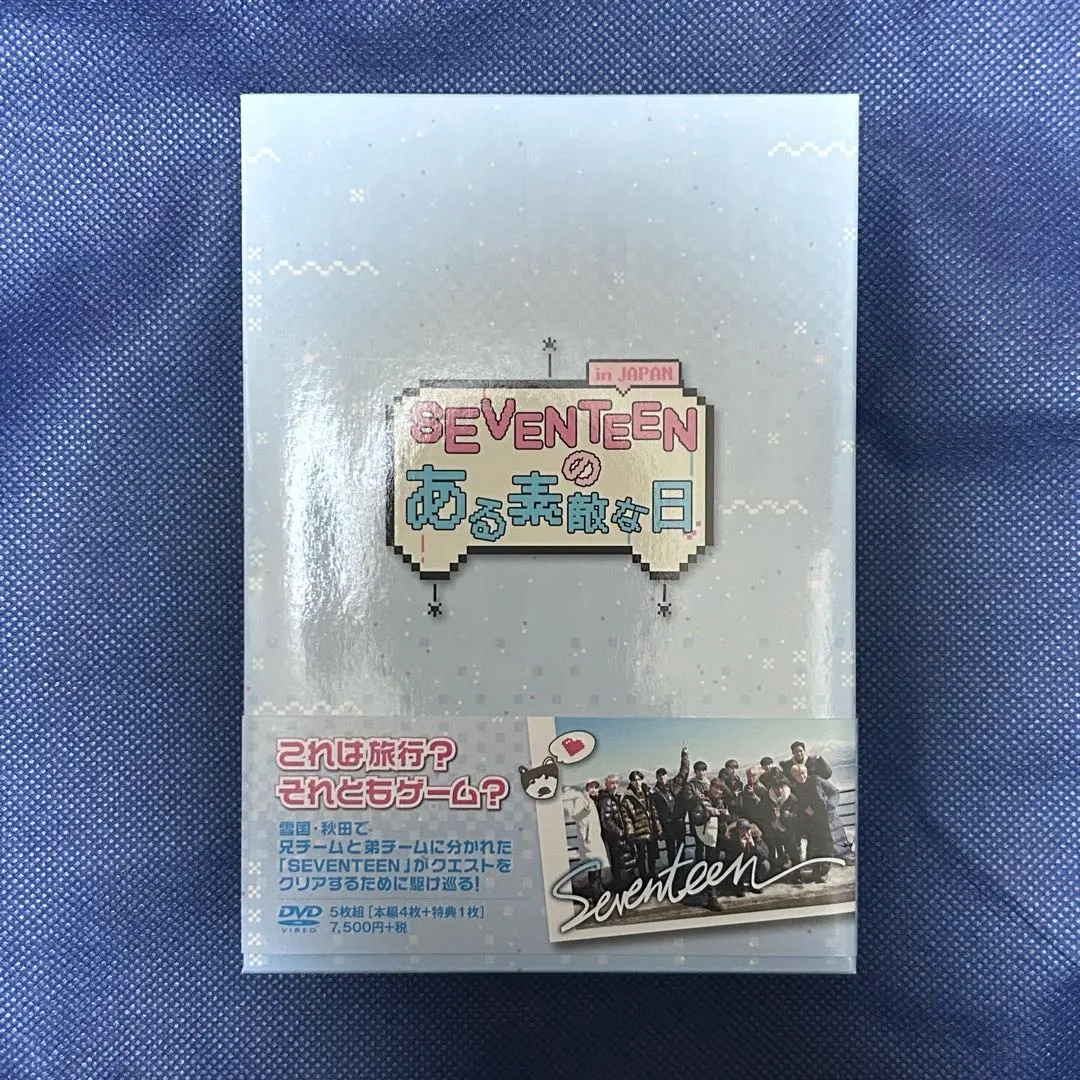 in JAPAN
SEVENTEEN
の
ある素敵な日
これは旅行？
それともゲーム？
雪国・秋田で
兄チームと弟チームに分かれた
「SEVENTEEN」がクエストを
クリアするために駆け巡る！
DVD
VIDEO
5枚組［本編4枚+特典1枚］
7,500円+税
Seventeen